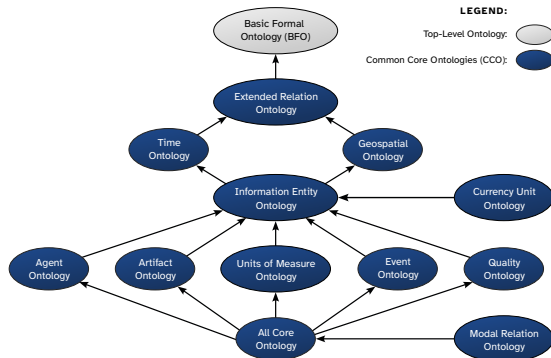 LEGEND:
Basic Formal
Ontology (BFO)
Top-Level Ontology:
Common Core Ontologies (CCO):
Extended Relation
Ontology
Time
Ontology
Geospatial
Ontology
Information Entity
Ontology
Currency Unit
Ontology
Agent
Ontology
Artifact
Ontology
Units of Measure
Ontology
Event
Ontology
Quality
Ontology
All Core
Ontology
Modal Relation
Ontology